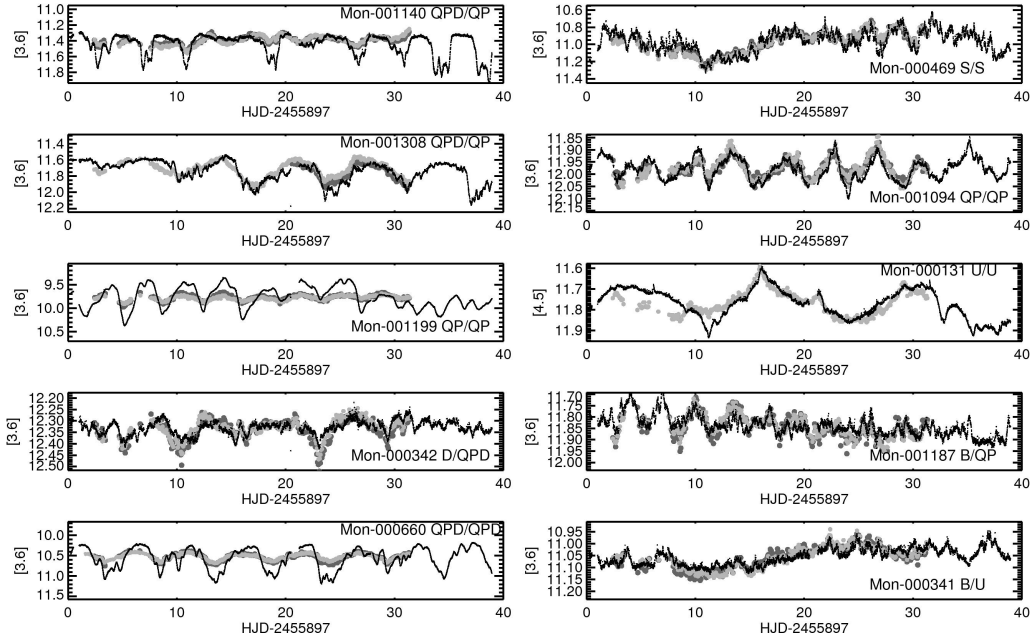 Mon-001140 QPD/QP
[3.6]
11.0
11.2
11.4
11.6
11.8
0 10 20 30 40
HJD-2455897
Mon-000469 S/S
[3.6]
10.6
10.8
11.0
11.2
11.4
0 10 20 30 40
HJD-2455897
Mon-001308 QPD/QP
[3.6]
11.4
11.6
11.8
12.0
12.2
0 10 20 30 40
HJD-2455897
Mon-001094 QP/QP
[3.6]
11.85
11.90
11.95
12.00
12.05
12.10
12.15
0 10 20 30 40
HJD-2455897
Mon-001199 QP/QP
[3.6]
9.5
10.0
10.5
0 10 20 30 40
HJD-2455897
Mon-000131 U/U
[4.5]
11.6
11.7
11.8
11.9
0 10 20 30 40
HJD-2455897
Mon-000342 D/QPD
[3.6]
12.20
12.25
12.30
12.35
12.40
12.45
12.50
0 10 20 30 40
HJD-2455897
Mon-001187 B/QP
[3.6]
11.70
11.75
11.80
11.85
11.90
11.95
12.00
0 10 20 30 40
HJD-2455897
Mon-000660 QPD/QPD
[3.6]
10.0
10.5
11.0
11.5
0 10 20 30 40
HJD-2455897
Mon-000341 B/U
[3.6]
10.95
11.00
11.05
11.10
11.15
11.20
0 10 20 30 40
HJD-2455897